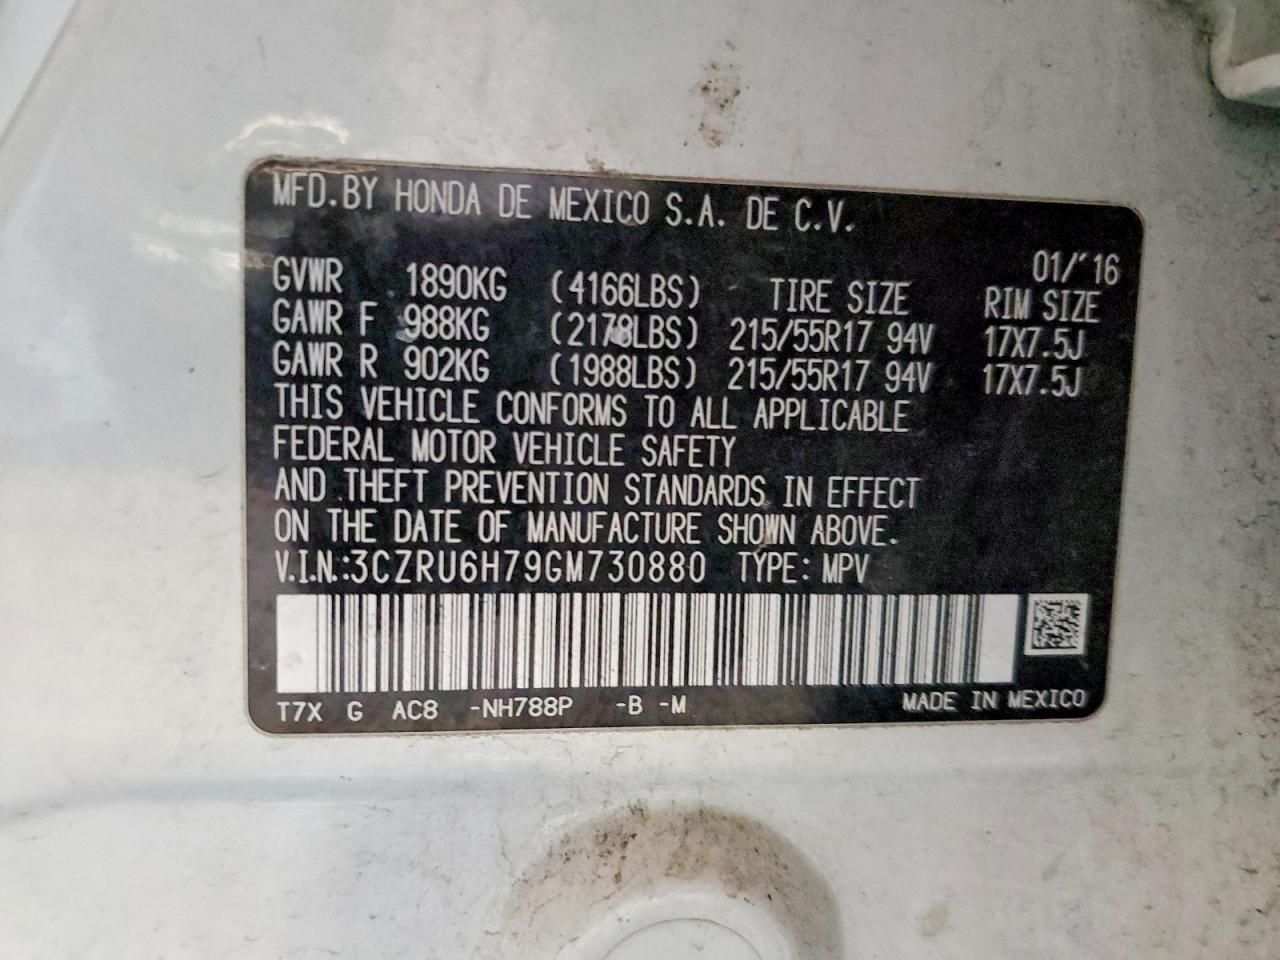 MFD.BY HONDA DE MEXICO S.A. DE C.V.
01/'16
GVWR 1890KG (4166LBS) TIRE SIZE RIM SIZE
GAWR F 988KG (2178LBS) 215/55R17 94V 17X7.5J
GAWR R 902KG (1988LBS) 215/55R17 94V 17X7.5J
THIS VEHICLE CONFORMS TO ALL APPLICABLE
FEDERAL MOTOR VEHICLE SAFETY
AND THEFT PREVENTION STANDARDS IN EFFECT
ON THE DATE OF MANUFACTURE SHOWN ABOVE.
V.I.N.:3CZRU6H79GM730880 TYPE: MPV
T7X G AC8 -NH788P -B -M MADE IN MEXICO